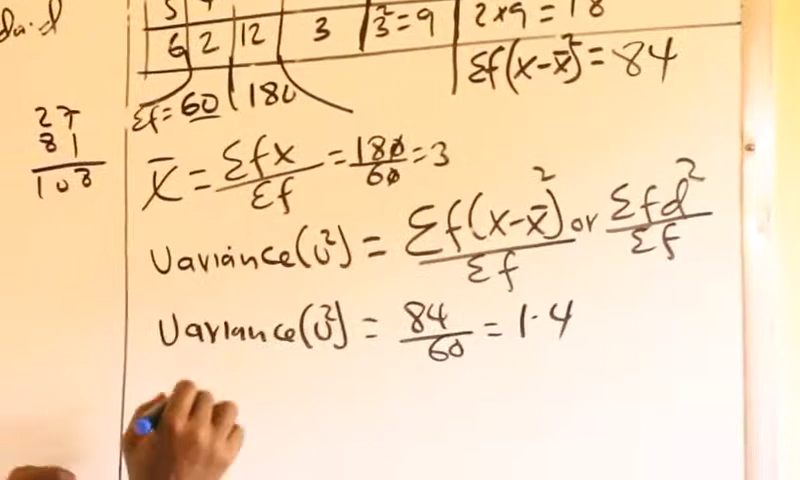 5
6 2 12 3 3²=9 2×9=18
Σf=60 180 Σf(x-x̄)²=84
27
81
108
x̄ = Σfx/Σf = 180/60 = 3
Variance(σ²) = Σf(x-x̄)²/Σf or Σfd²/Σf
Variance(σ²) = 84/60 = 1.4